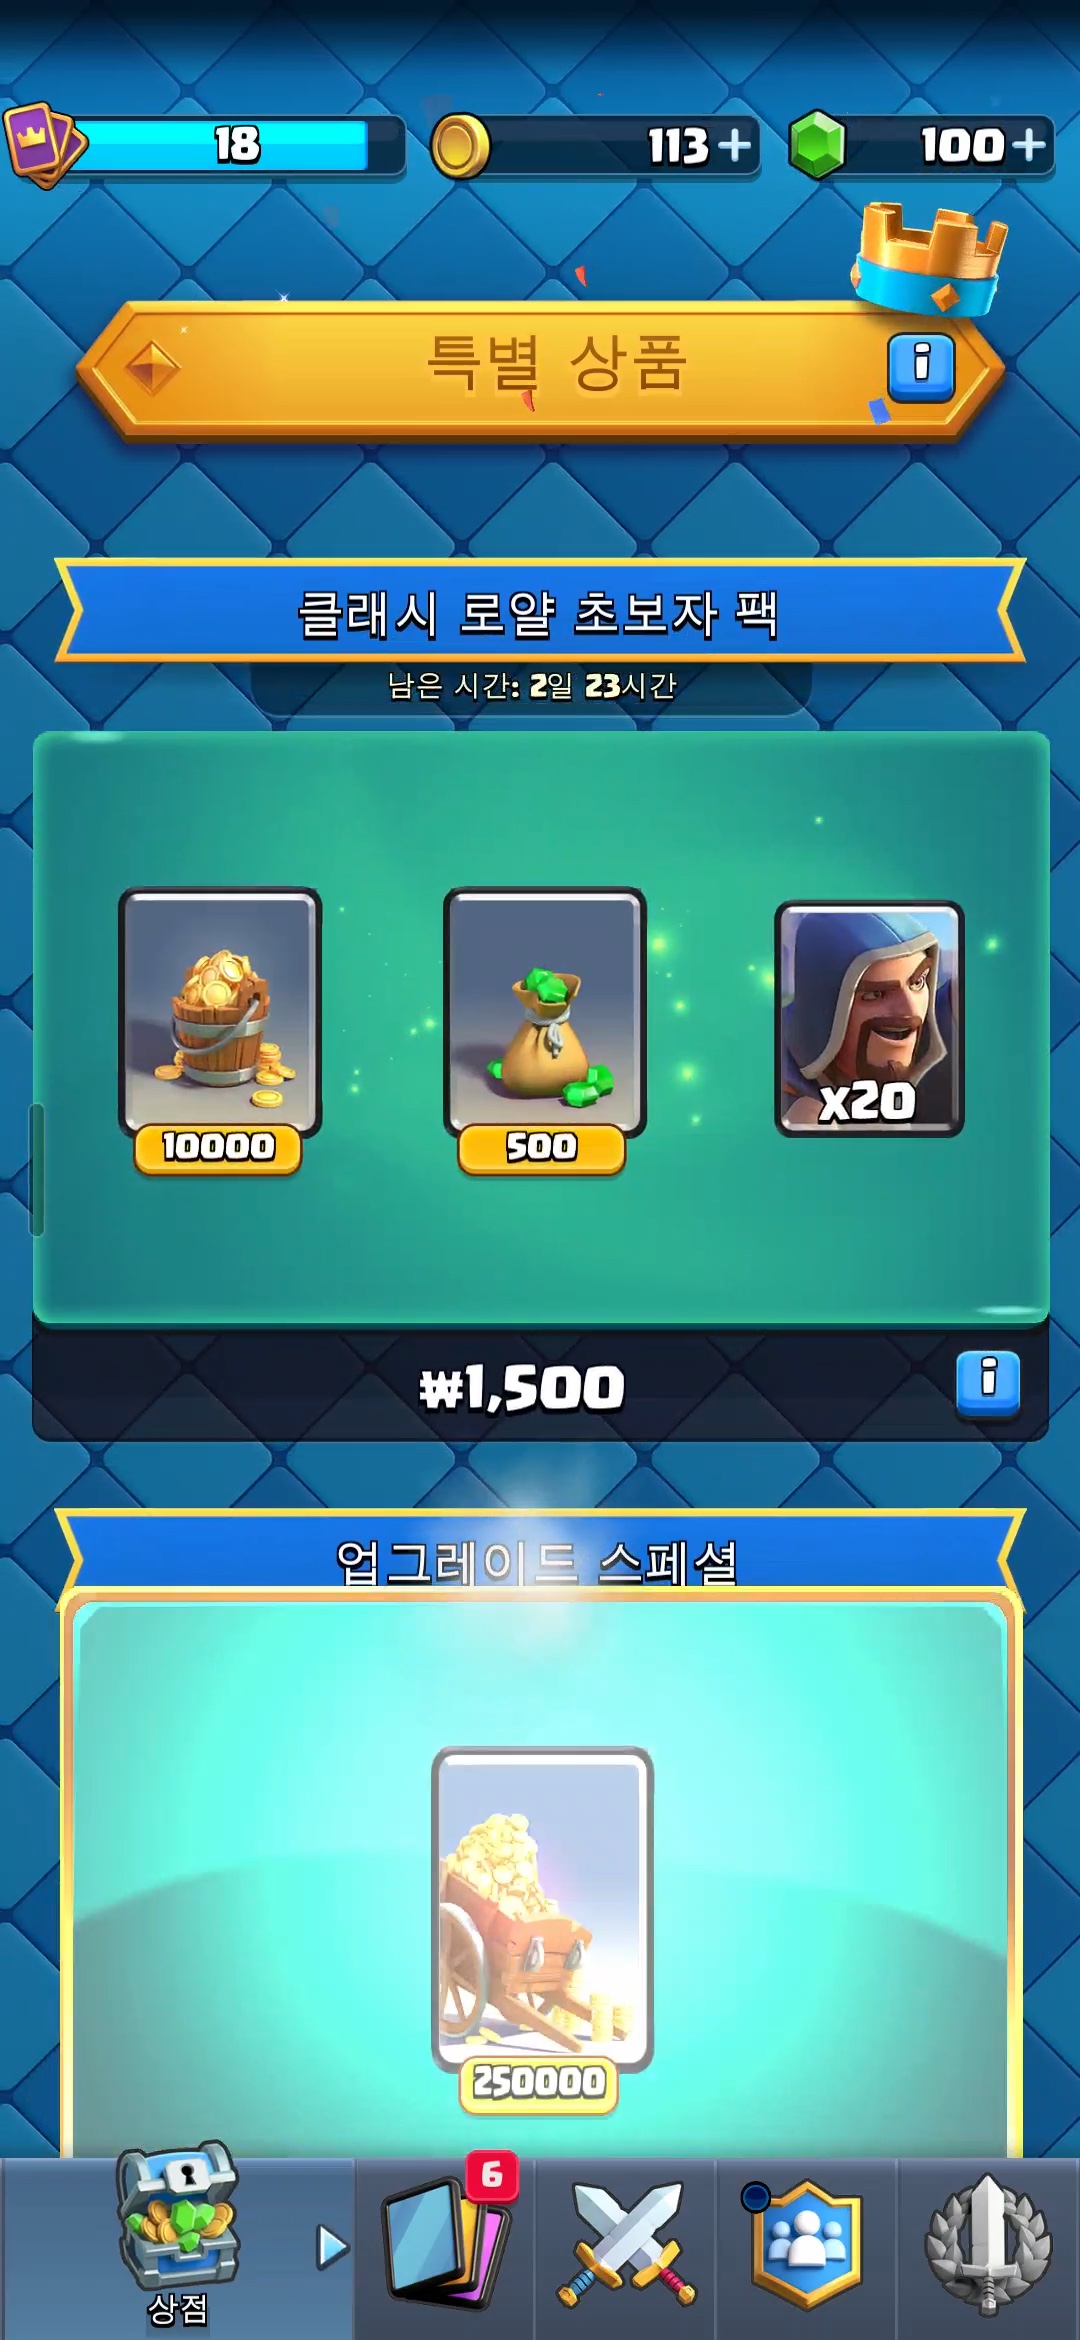 18
113+
100+
특별 상품
클래시 로얄 초보자 팩
남은 시간: 2일 23시간
10000
500
x20
₩1,500
업그레이드 스페셜
250000
6
상점